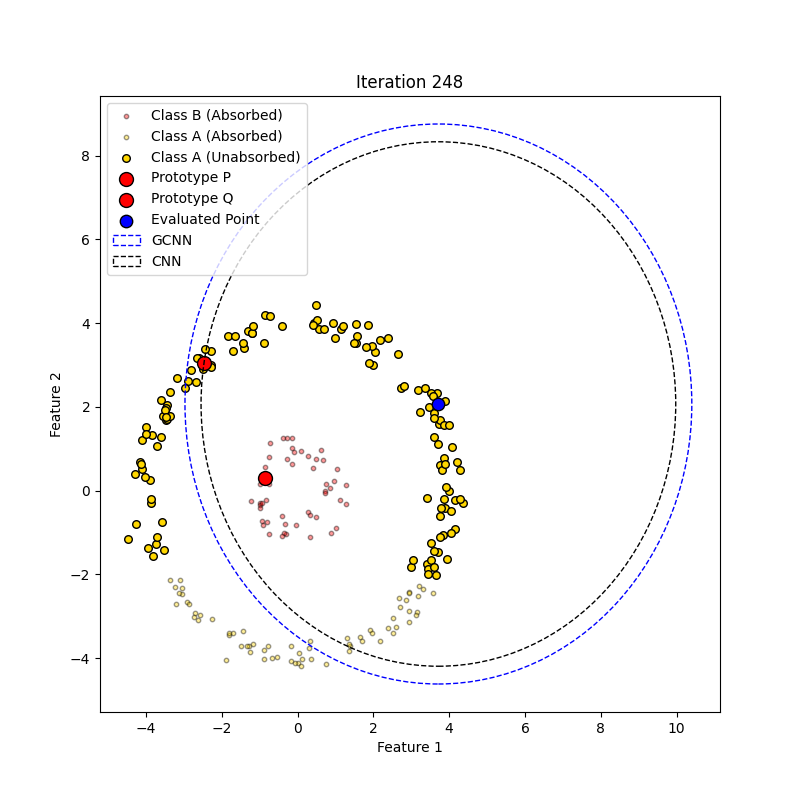 Iteration 248
Class B (Absorbed)
Class A (Absorbed)
Class A (Unabsorbed)
Prototype P
Prototype Q
Evaluated Point
GCNN
CNN
8
6
4
2
0
−2
−4
Feature 2
−4 −2 0 2 4 6 8 10
Feature 1